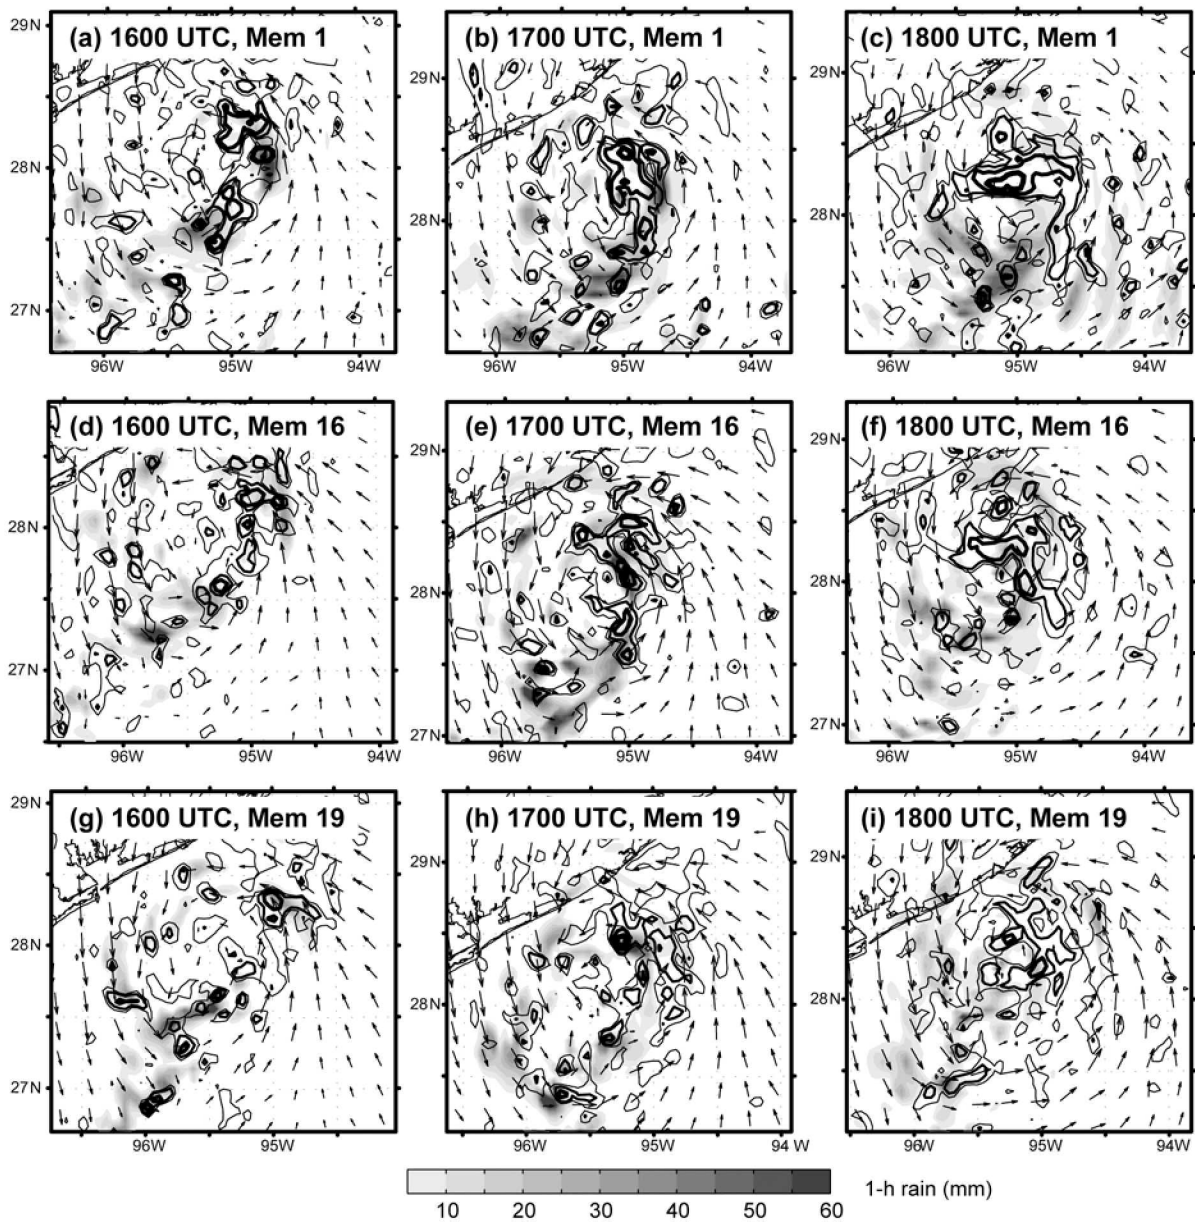 (a) 1600 UTC, Mem 1
(b) 1700 UTC, Mem 1
(c) 1800 UTC, Mem 1
29N
28N
27N
96W
95W
94W
29N
28N
96W
95W
94W
29N
28N
96W
95W
94W
(d) 1600 UTC, Mem 16
(e) 1700 UTC, Mem 16
(f) 1800 UTC, Mem 16
28N
27N
96W
95W
94W
29N
28N
27N
96W
95W
94W
29N
28N
27N
96W
95W
94W
(g) 1600 UTC, Mem 19
(h) 1700 UTC, Mem 19
(i) 1800 UTC, Mem 19
29N
28N
27N
96W
95W
29N
28N
96W
95W
94 W
29N
28N
96W
95W
94W
10 20 30 40 50 60
1-h rain (mm)